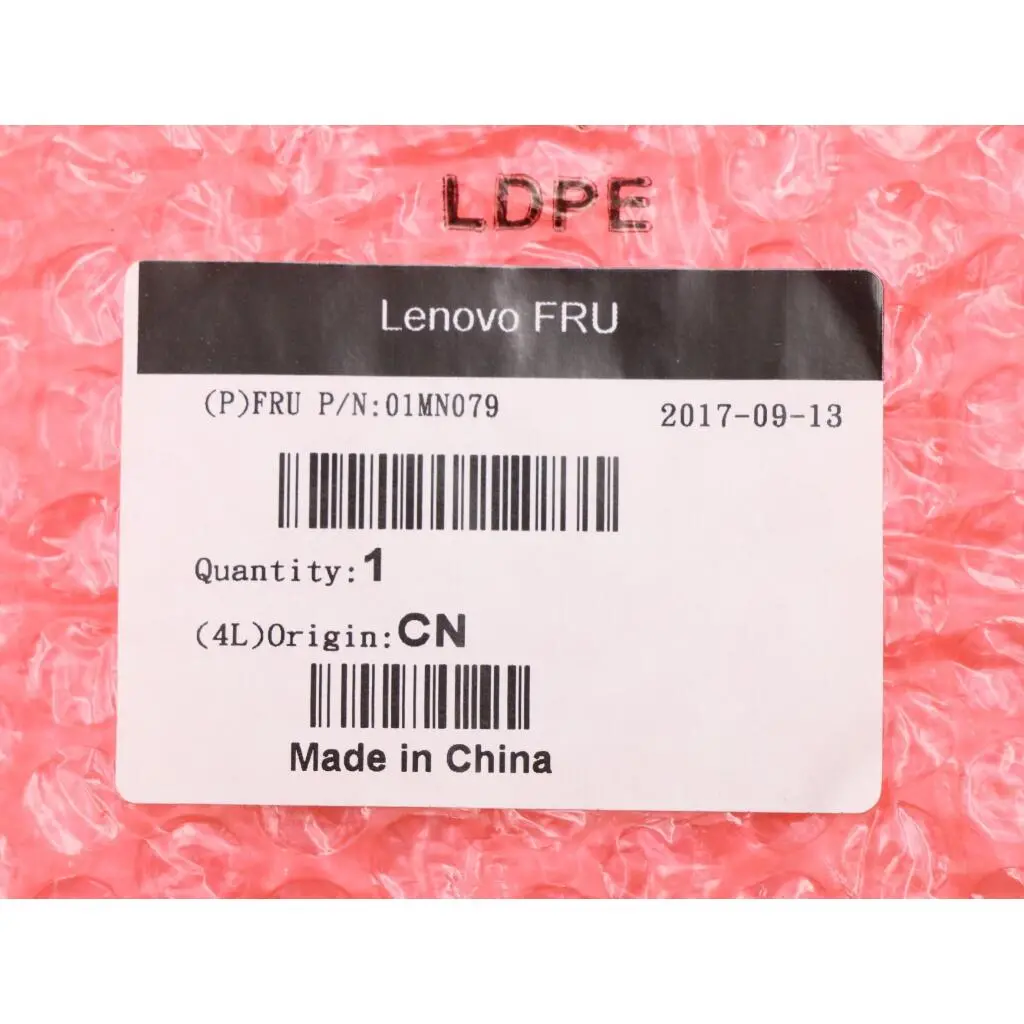 LDPE
Lenovo FRU
(P)FRU P/N:01MN079
2017-09-13
Quantity:1
(4L)Origin:CN
Made in China